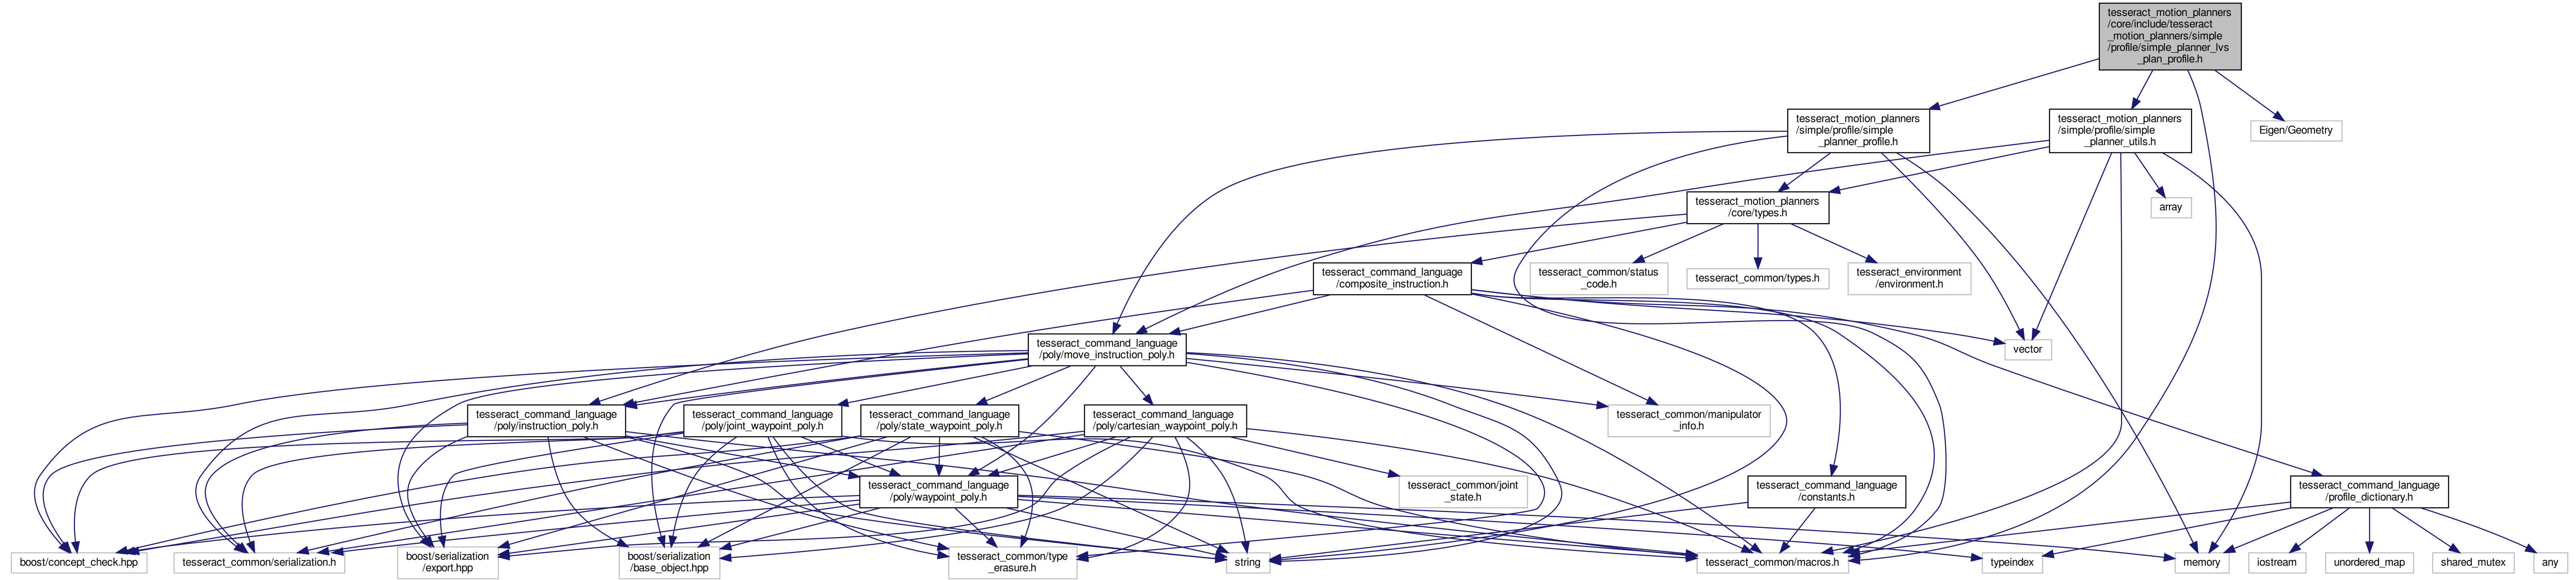 tesseract_motion_planners
/core/include/tesseract
_motion_planners/simple
/profile/simple_planner_lvs
_plan_profile.h
tesseract_motion_planners
/simple/profile/simple
_planner_profile.h
tesseract_motion_planners
/simple/profile/simple
_planner_utils.h
Eigen/Geometry
tesseract_motion_planners
/core/types.h
array
tesseract_command_language
/composite_instruction.h
tesseract_common/status
_code.h
tesseract_common/types.h
tesseract_environment
/environment.h
tesseract_command_language
/poly/move_instruction_poly.h
vector
tesseract_command_language
/poly/instruction_poly.h
tesseract_command_language
/poly/joint_waypoint_poly.h
tesseract_command_language
/poly/state_waypoint_poly.h
tesseract_command_language
/poly/cartesian_waypoint_poly.h
tesseract_common/manipulator
_info.h
tesseract_command_language
/poly/waypoint_poly.h
tesseract_common/joint
_state.h
tesseract_command_language
/constants.h
tesseract_command_language
/profile_dictionary.h
boost/concept_check.hpp
tesseract_common/serialization.h
boost/serialization
/export.hpp
boost/serialization
/base_object.hpp
tesseract_common/type
_erasure.h
string
tesseract_common/macros.h
typeindex
memory
iostream
unordered_map
shared_mutex
any